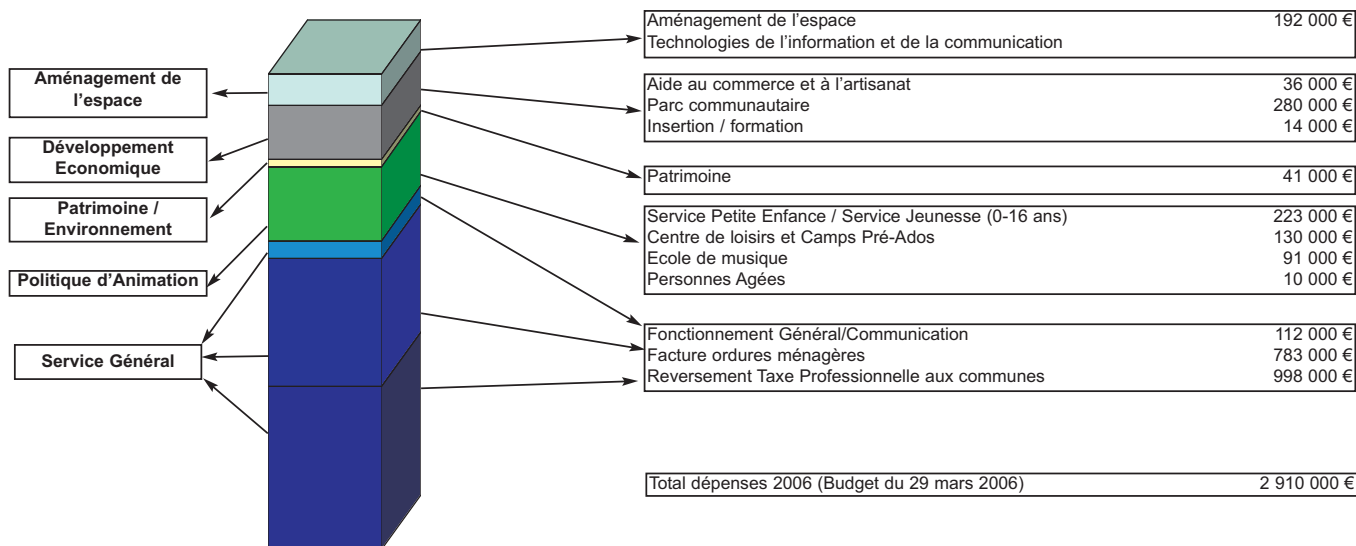 Aménagement de
l'espace
Développement
Economique
Patrimoine /
Environnement
Politique d'Animation
Service Général
Aménagement de l'espace 192 000 €
Technologies de l'information et de la communication
Aide au commerce et à l'artisanat 36 000 €
Parc communautaire 280 000 €
Insertion / formation 14 000 €
Patrimoine 41 000 €
Service Petite Enfance / Service Jeunesse (0-16 ans) 223 000 €
Centre de loisirs et Camps Pré-Ados 130 000 €
Ecole de musique 91 000 €
Personnes Agées 10 000 €
Fonctionnement Général/Communication 112 000 €
Facture ordures ménagères 783 000 €
Reversement Taxe Professionnelle aux communes 998 000 €
Total dépenses 2006 (Budget du 29 mars 2006) 2 910 000 €